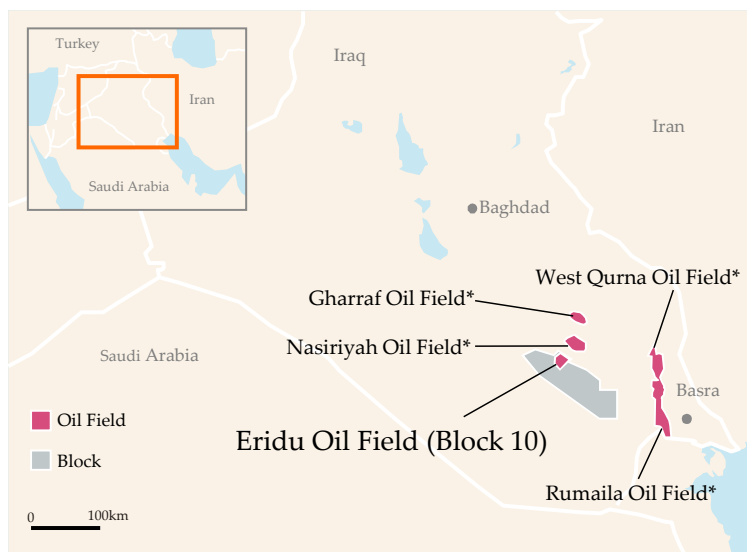 Turkey
Iran
Saudi Arabia
Iraq
Iran
Baghdad
West Qurna Oil Field*
Gharraf Oil Field*
Nasiriyah Oil Field*
Saudi Arabia
Basra
Oil Field
Eridu Oil Field (Block 10)
Block
Rumaila Oil Field*
0 100km